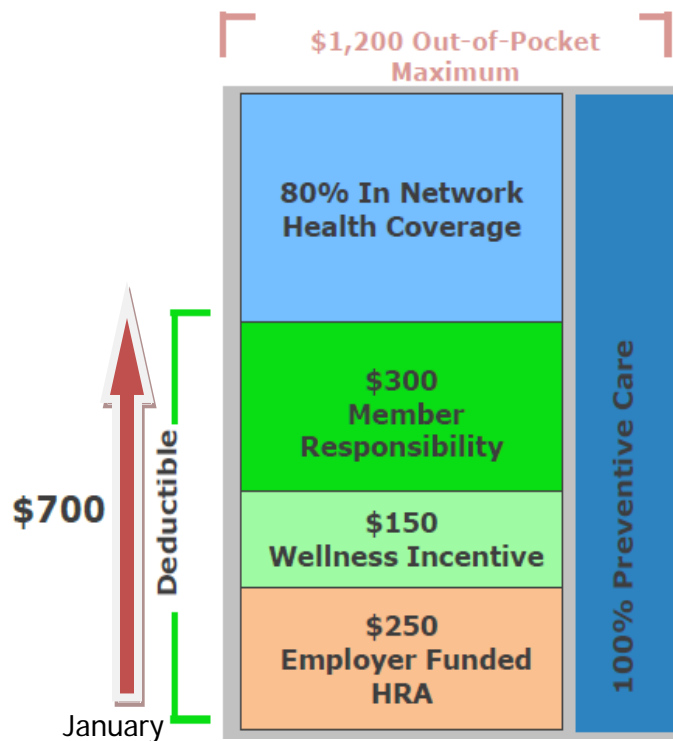 $1,200 Out-of-Pocket
Maximum
80% In Network
Health Coverage
$300
Member
Responsibility
$150
Wellness Incentive
$250
Employer Funded
HRA
100% Preventive Care
Deductible
$700
January